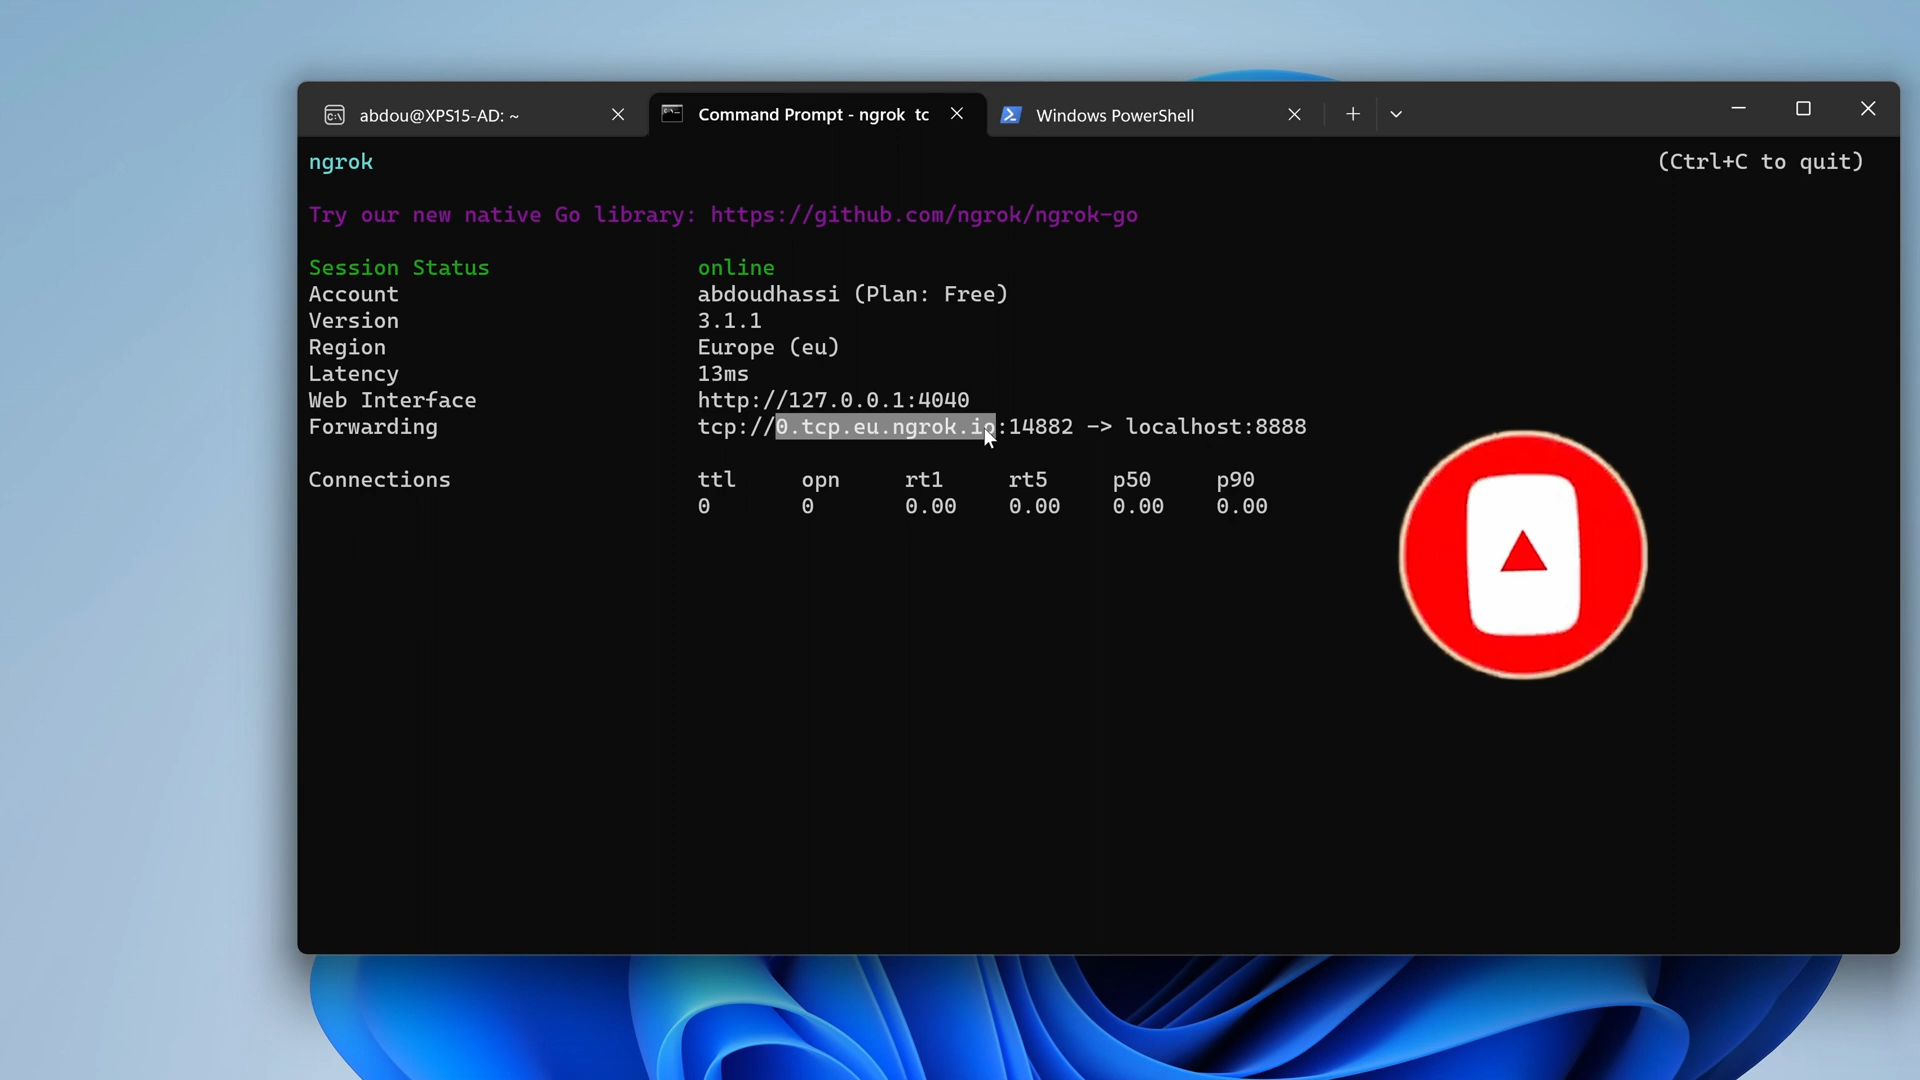 abdou@XPS15-AD: ~
Command Prompt - ngrok tc
Windows PowerShell
ngrok (Ctrl+C to quit)
Try our new native Go library: https://github.com/ngrok/ngrok-go
Session Status online
Account abdoudhassi (Plan: Free)
Version 3.1.1
Region Europe (eu)
Latency 13ms
Web Interface http://127.0.0.1:4040
Forwarding tcp://0.tcp.eu.ngrok.io:14882 -> localhost:8888
Connections ttl opn rt1 rt5 p50 p90
0 0 0.00 0.00 0.00 0.00